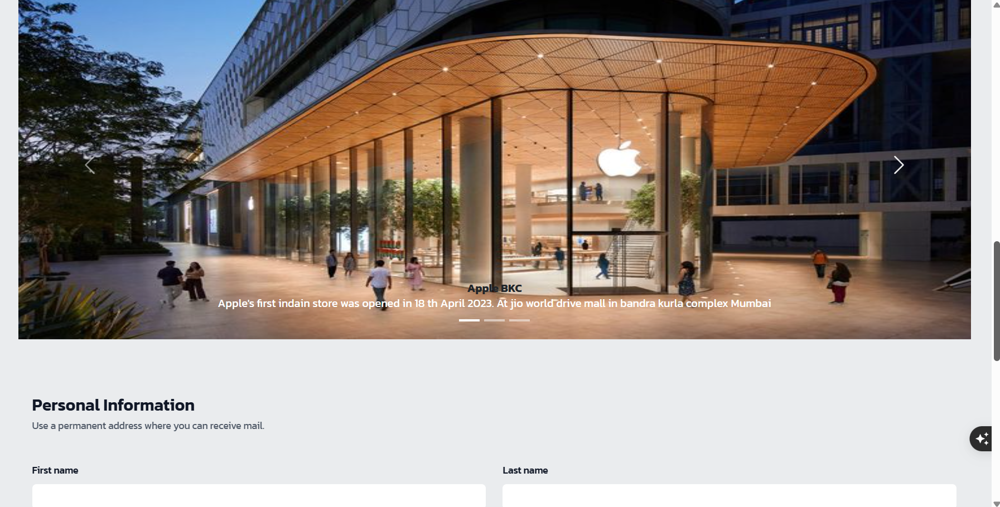 Apple BKC
Apple's first indain store was opened in 18 th April 2023. At jio world drive mall in bandra kurla complex Mumbai
Personal Information
Use a permanent address where you can receive mail.
First name
Last name